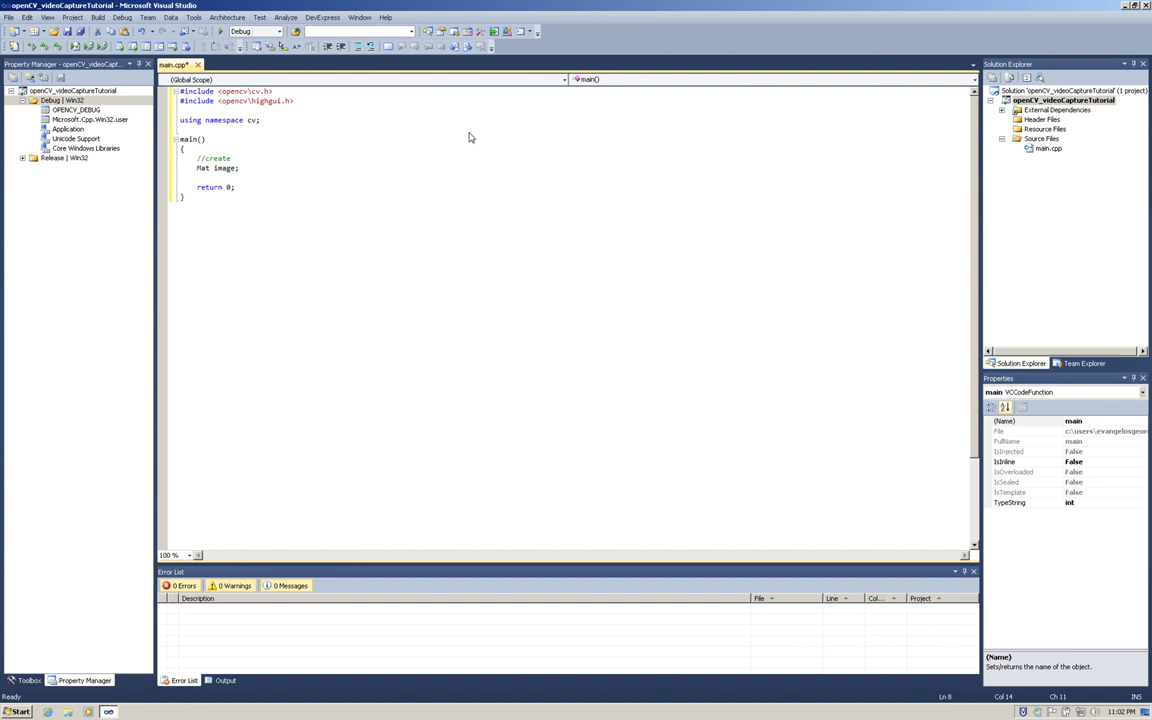 openCV_videoCaptureTutorial - Microsoft Visual Studio
File Edit View Project Build Debug Team Data Tools Architecture Test Analyze DevExpress Window Help
Debug
Property Manager - openCV_videoCapt...
openCV_videoCaptureTutorial
Debug | Win32
OPENCV_DEBUG
Microsoft.Cpp.Win32.user
Application
Unicode Support
Core Windows Libraries
Release | Win32
main.cpp*
(Global Scope)
main()
#include <opencv\cv.h>
#include <opencv\highgui.h>
using namespace cv;
main()
{
//create
Mat image;
return 0;
}
100 %
Error List
0 Errors
0 Warnings
0 Messages
Description
File
Line
Col...
Project
Error List
Output
Toolbox
Property Manager
Solution Explorer
Solution 'openCV_videoCaptureTutorial' (1 project)
openCV_videoCaptureTutorial
External Dependencies
Header Files
Resource Files
Source Files
main.cpp
Solution Explorer
Team Explorer
Properties
main VCCodeFunction
(Name) main
File c:\users\evangelosgeor
FullName main
IsInjected False
IsInline False
IsOverloaded False
IsSealed False
IsTemplate False
TypeString int
(Name)
Sets/returns the name of the object.
Ready
Ln 8
Col 14
Ch 11
INS
Start
11:02 PM